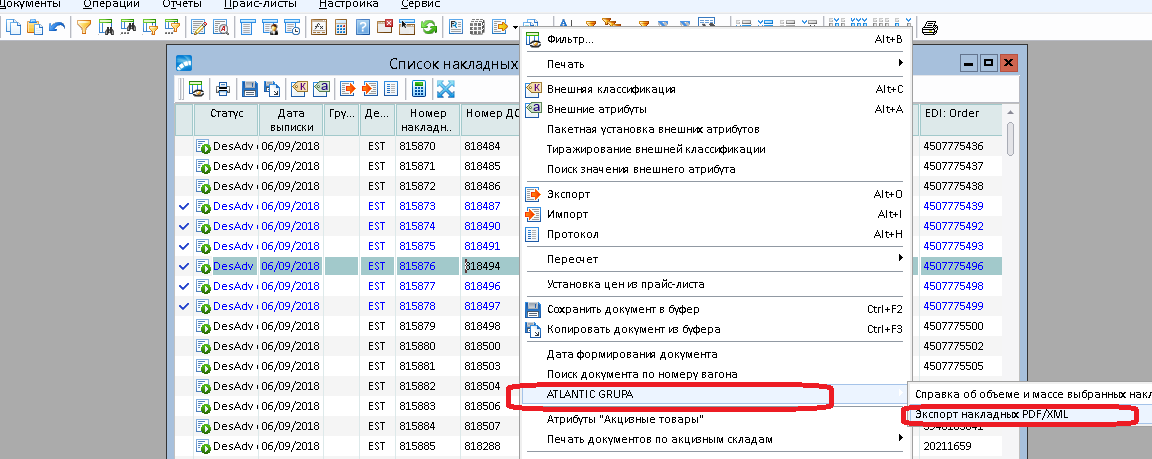 Документы Операции Отчеты Прайс-листы Настройка Сервис
Список накладных
Статус Дата выписки Гру... Де... Номер накладн.. Номер ДО EDI: Order
DesAdv 06/09/2018 EST 815870 818484 4507775436
DesAdv 06/09/2018 EST 815871 818485 4507775437
DesAdv 06/09/2018 EST 815872 818486 4507775438
DesAdv 06/09/2018 EST 815873 818487 4507775439
DesAdv 06/09/2018 EST 815874 818490 4507775492
DesAdv 06/09/2018 EST 815875 818491 4507775493
DesAdv 06/09/2018 EST 815876 818494 4507775496
DesAdv 06/09/2018 EST 815877 818496 4507775498
DesAdv 06/09/2018 EST 815878 818497 4507775499
DesAdv 06/09/2018 EST 815879 818498 4507775500
DesAdv 06/09/2018 EST 815880 818500 4507775502
DesAdv 06/09/2018 EST 815881 818503 4507775505
DesAdv 06/09/2018 EST 815882 818504
DesAdv 06/09/2018 EST 815883 818506
DesAdv 06/09/2018 EST 815884 818507
DesAdv 06/09/2018 EST 815885 818288 20211659
Фильтр... Alt+B
Печать
Внешняя классификация Alt+C
Внешние атрибуты Alt+A
Пакетная установка внешних атрибутов
Тиражирование внешней классификации
Поиск значения внешнего атрибута
Экспорт Alt+O
Импорт Alt+I
Протокол Alt+H
Пересчет
Установка цен из прайс-листа
Сохранить документ в буфер Ctrl+F2
Копировать документ из буфера Ctrl+F3
Дата формирования документа
Поиск документа по номеру вагона
ATLANTIC GRUPA
Атрибуты "Акцизные товары"
Печать документов по акцизным складам
Справка об объеме и массе выбранных накл
Экспорт накладных PDF/XML